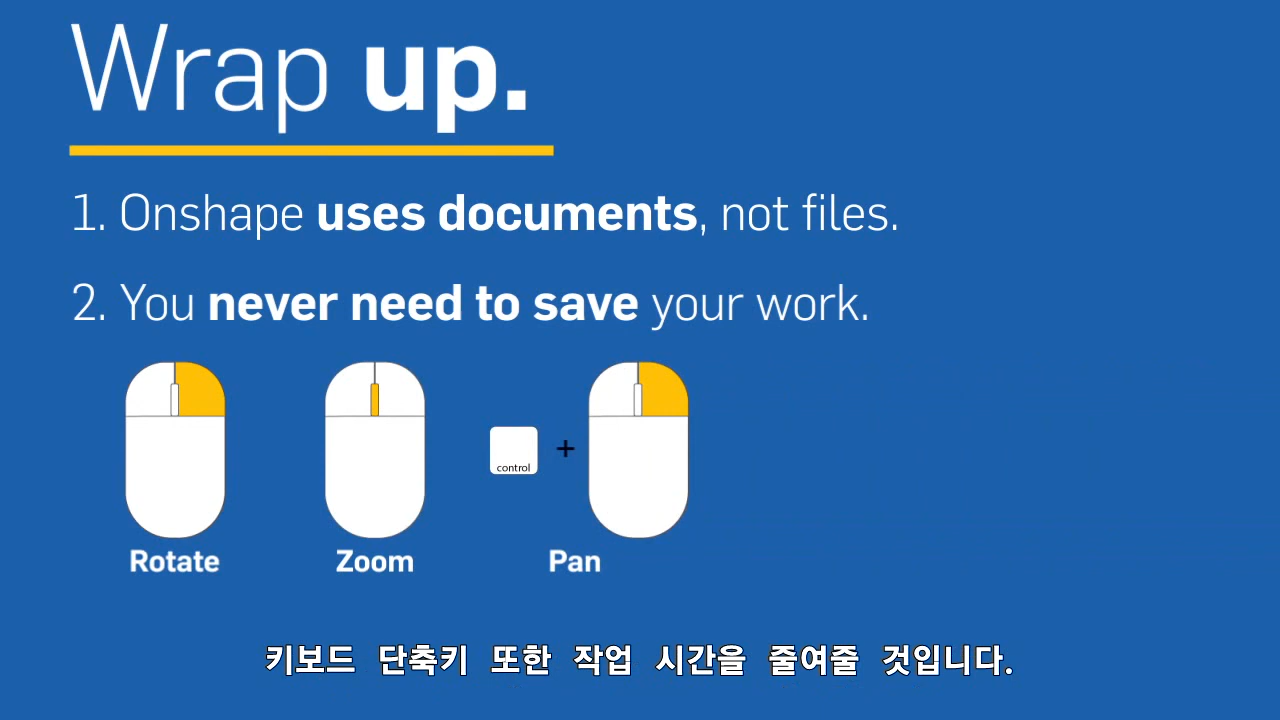 Wrap up.
1. Onshape uses documents, not files.
2. You never need to save your work.
control +
Rotate Zoom Pan
키보드 단축키 또한 작업 시간을 줄여줄 것입니다.